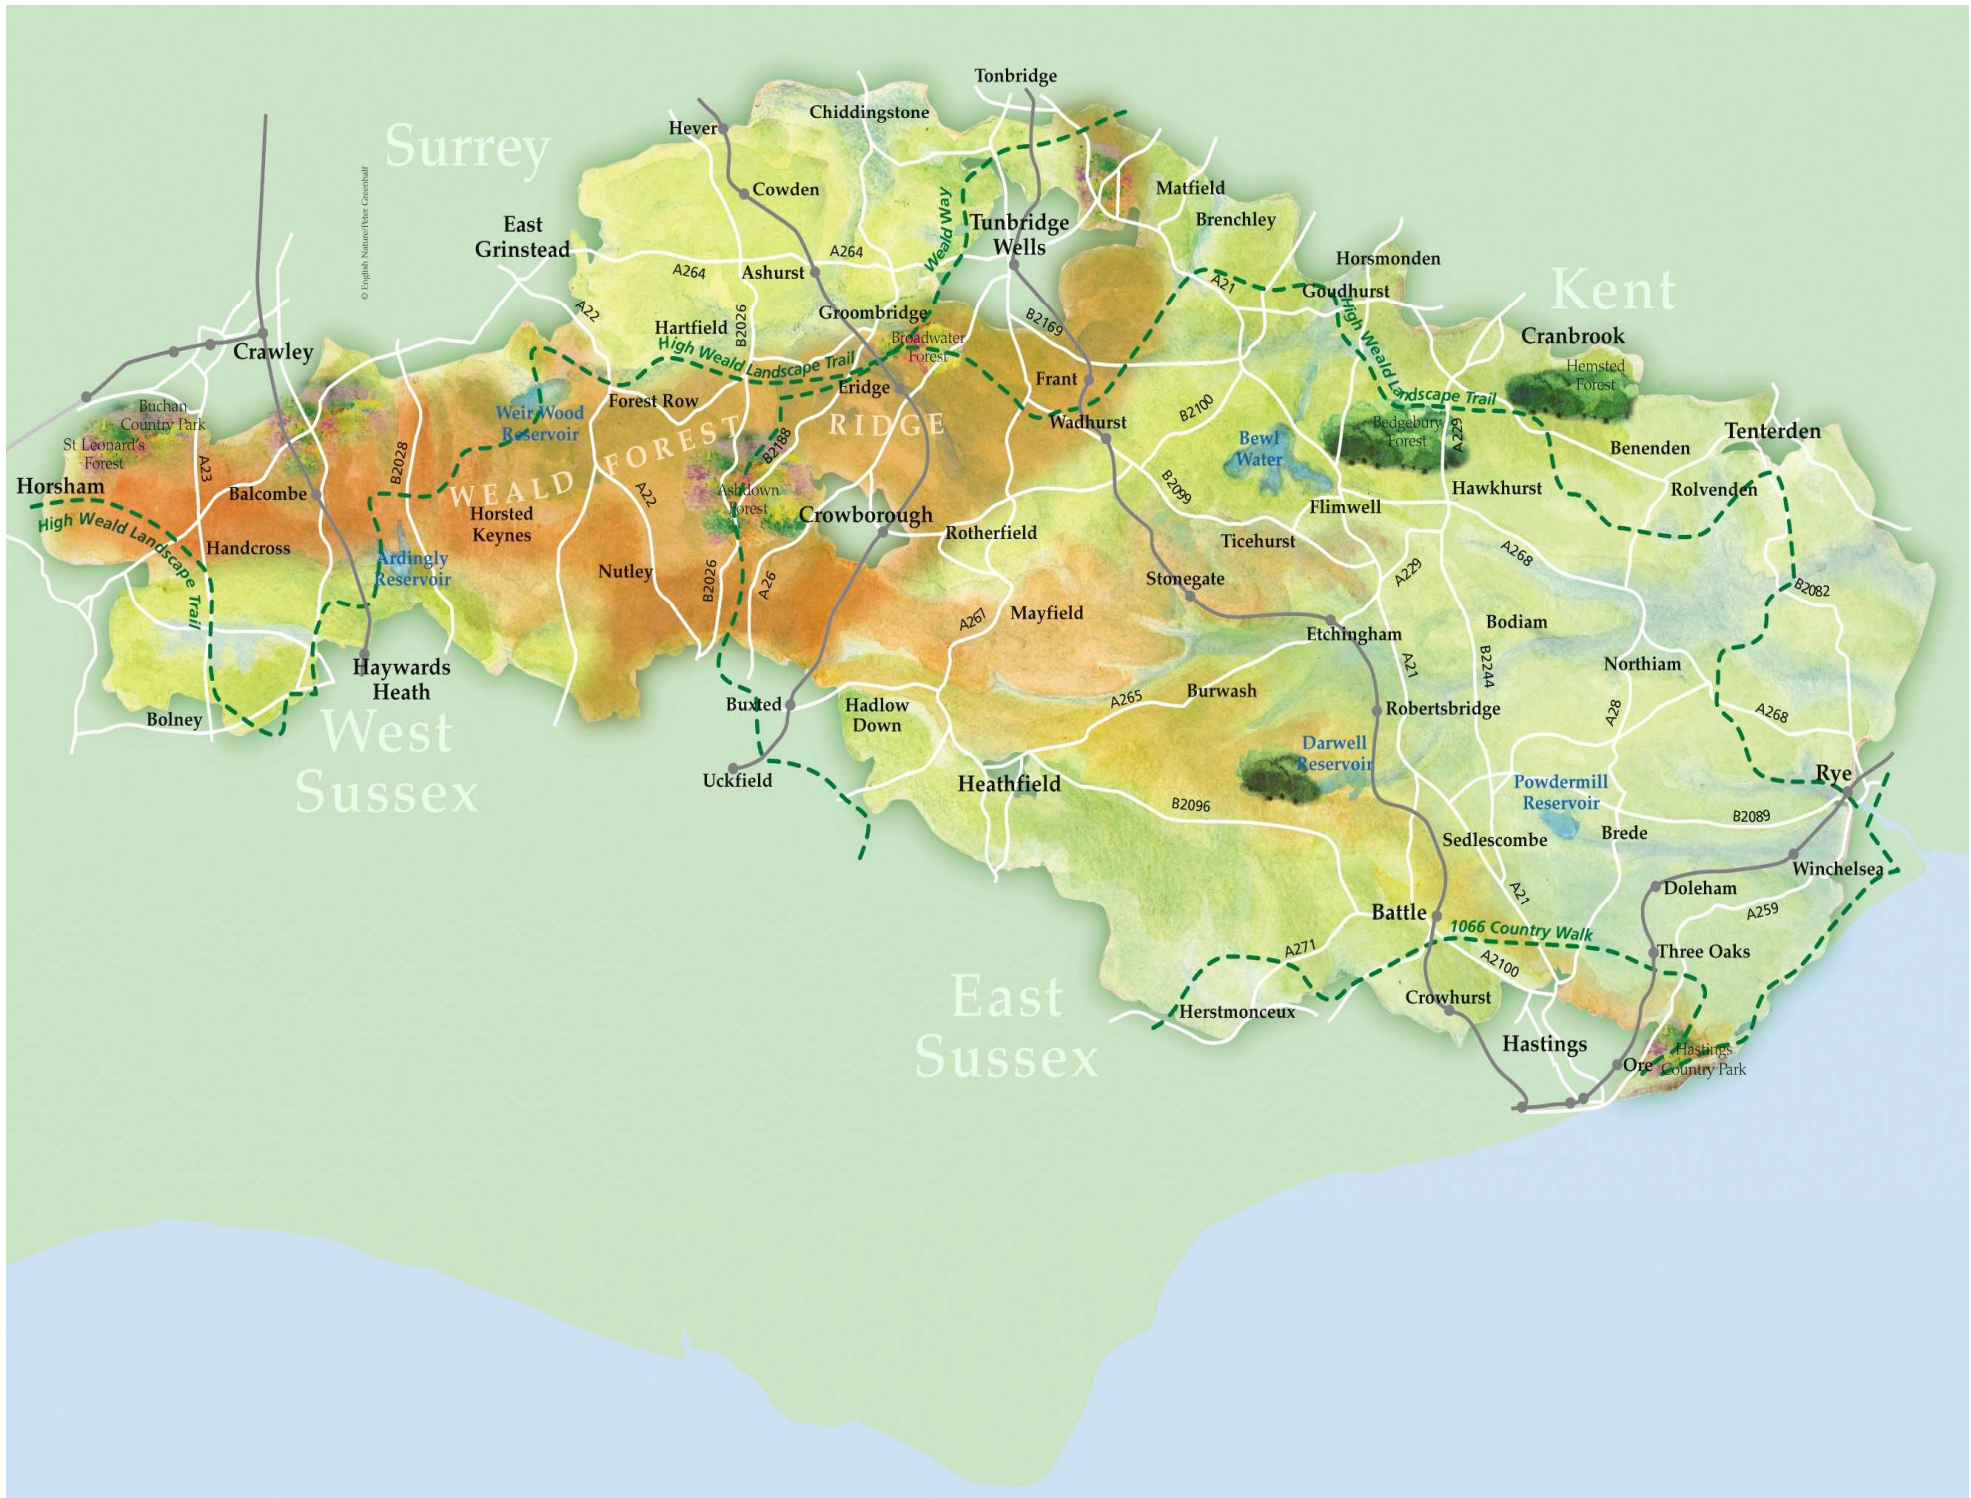 Tonbridge
Chiddingstone
Hever
Surrey
Cowden
Matfield
Weald Way
Brenchley
East
Grinstead
Tunbridge
Wells
© English Nature/Peter Greenhalf
A264
A264
Ashurst
Horsmonden
A21
Goudhurst
Kent
A22
B2026
Groombridge
Hartfield
B2169
High Weald Landscape Trail
Broadwater
Forest
High Weald Landscape Trail
Cranbrook
Crawley
Hemsted
Forest
Eridge
Frant
Buchan
Country Park
Forest Row
Weir Wood
Reservoir
B2100
St Leonard's
Forest
WEALD FOREST RIDGE
Wadhurst
Bedgebury
Forest
A229
Tenterden
B2188
Bewl
Water
Benenden
A23
B2028
Horsham
Balcombe
A22
Ashdown
Forest
B2099
Hawkhurst
Rolvenden
Horsted
Keynes
Crowborough
Flimwell
High Weald Landscape Trail
Handcross
Rotherfield
Ticehurst
A268
Ardingly
Reservoir
Nutley
B2026
A26
Stonegate
A229
B2082
A267
Mayfield
Bodiam
Etchingham
Haywards
Heath
A21
B2244
Northiam
Burwash
A265
Buxted
Hadlow
Down
Robertsbridge
A28
A268
Bolney
West
Sussex
Darwell
Reservoir
Uckfield
Heathfield
Powdermill
Reservoir
Rye
B2096
B2089
Sedlescombe
Brede
Winchelsea
Doleham
A21
Battle
A259
1066 Country Walk
A271
A2100
Three Oaks
East
Sussex
Crowhurst
Herstmonceux
Hastings
Ore
Hastings
Country Park